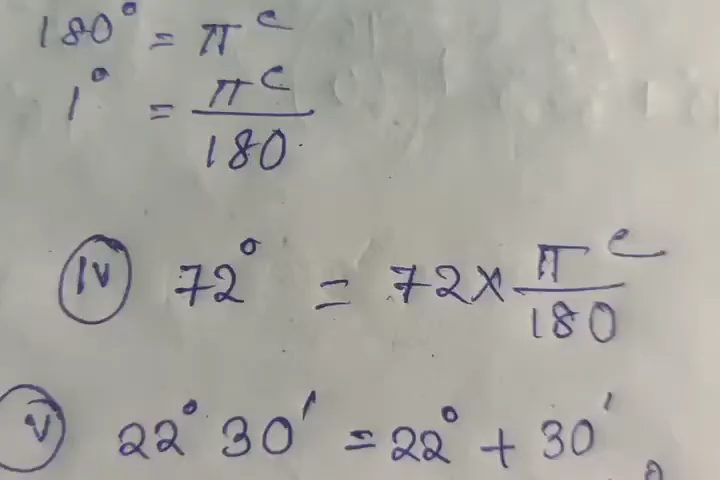 180° = π^c
1° = π^c/180
(iv) 72° = 72 × π^c/180
(v) 22° 30′ = 22° + 30′